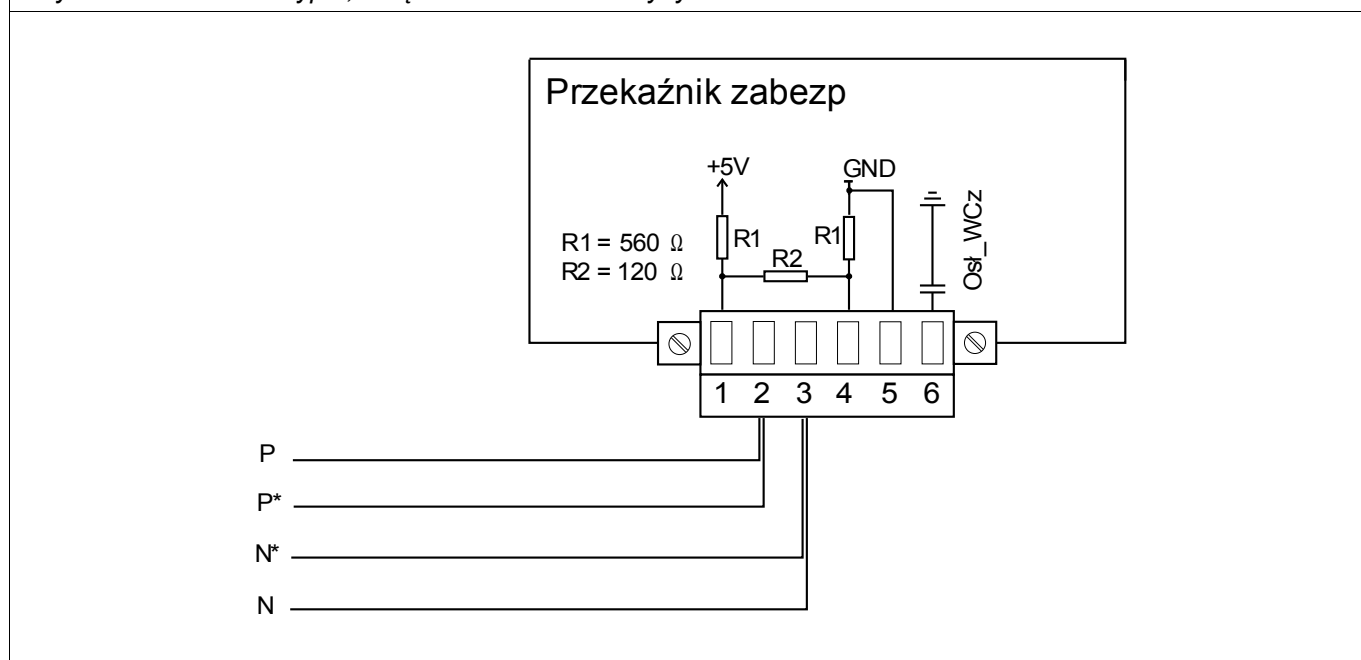 Przekaźnik zabezp
+5V
GND
R1 = 560 Ω
R2 = 120 Ω
R1
R2
R1
Osł_WCz
1 2 3 4 5 6
P
P*
N*
N